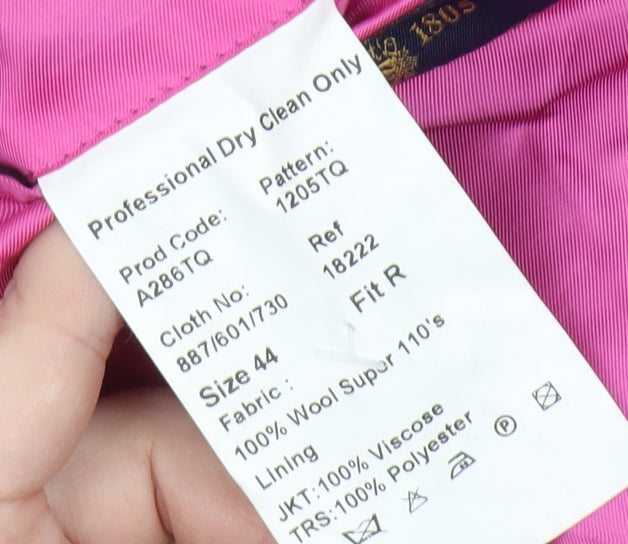 180s
Professional Dry Clean Only
Prod Code: Pattern:
A286TQ 1205TQ
Cloth No: Ref
887/601/730 18222
Size 44 Fit R
Fabric :
100% Wool Super 110's
Lining
JKT:100% Viscose
TRS:100% Polyester
P